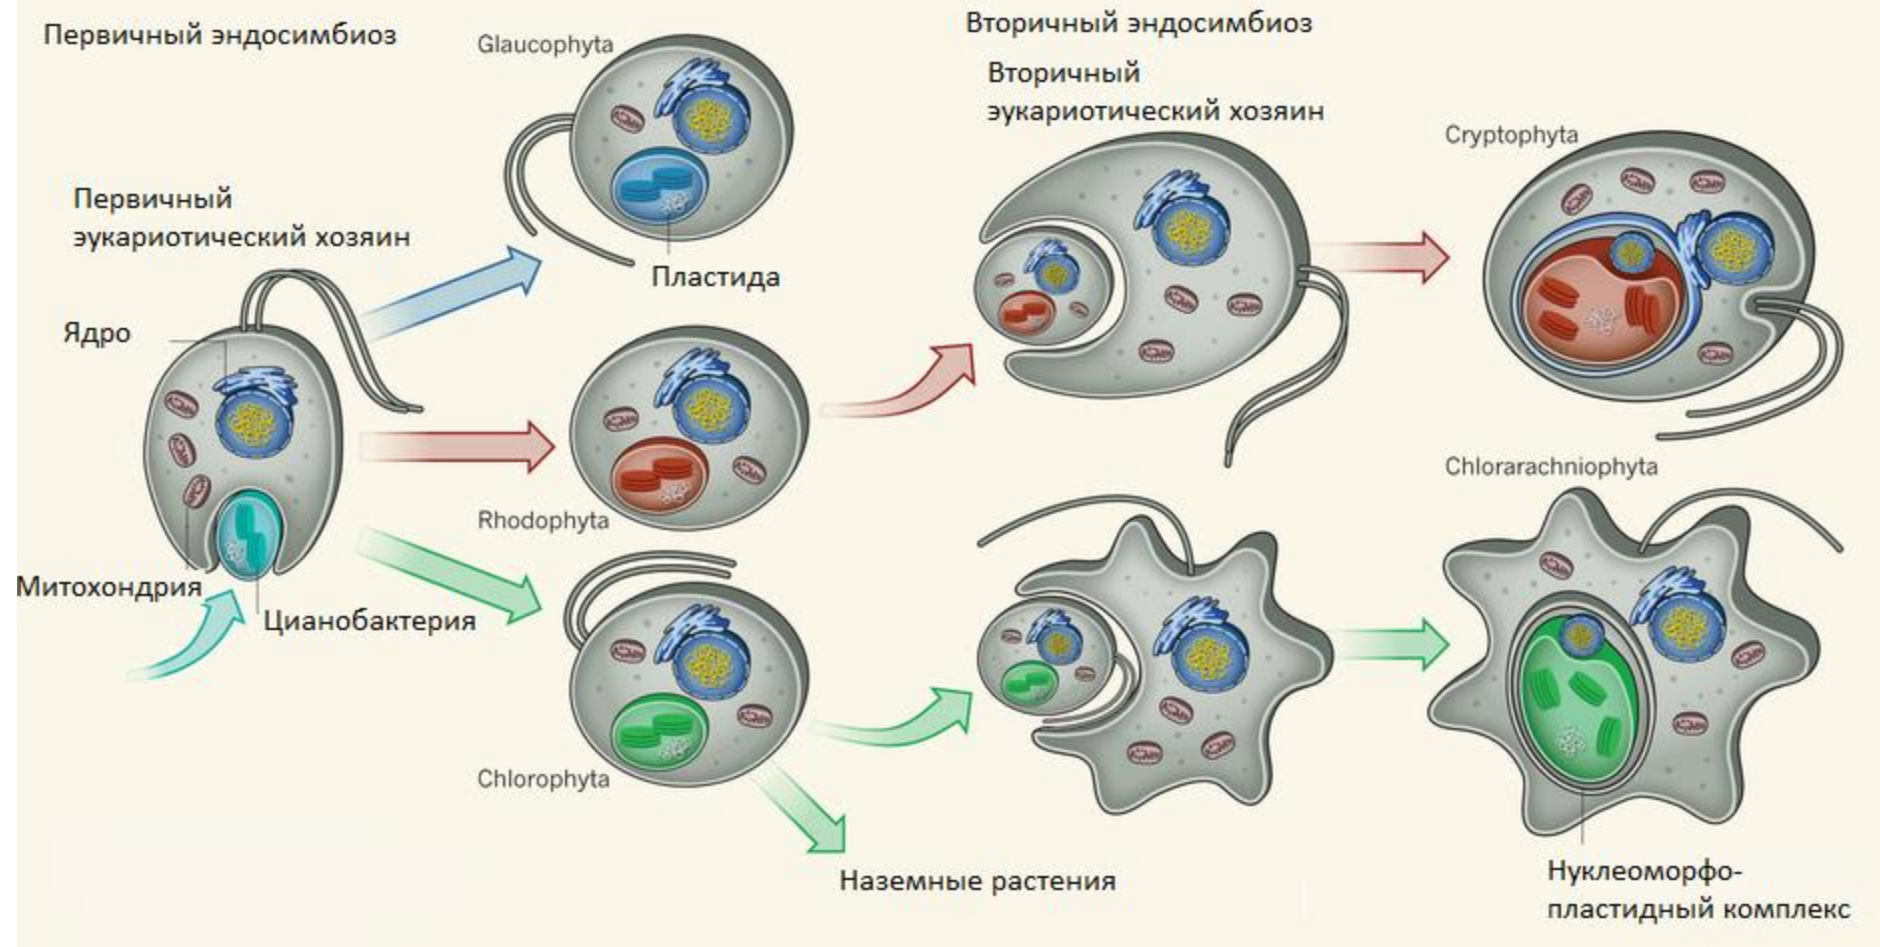 Первичный эндосимбиоз
Glaucophyta
Первичный
эукариотический хозяин
Пластида
Ядро
Rhodophyta
Митохондрия
Цианобактерия
Chlorophyta
Наземные растения
Вторичный эндосимбиоз
Вторичный
эукариотический хозяин
Cryptophyta
Chlorarachniophyta
Нуклеоморфо-
пластидный комплекс